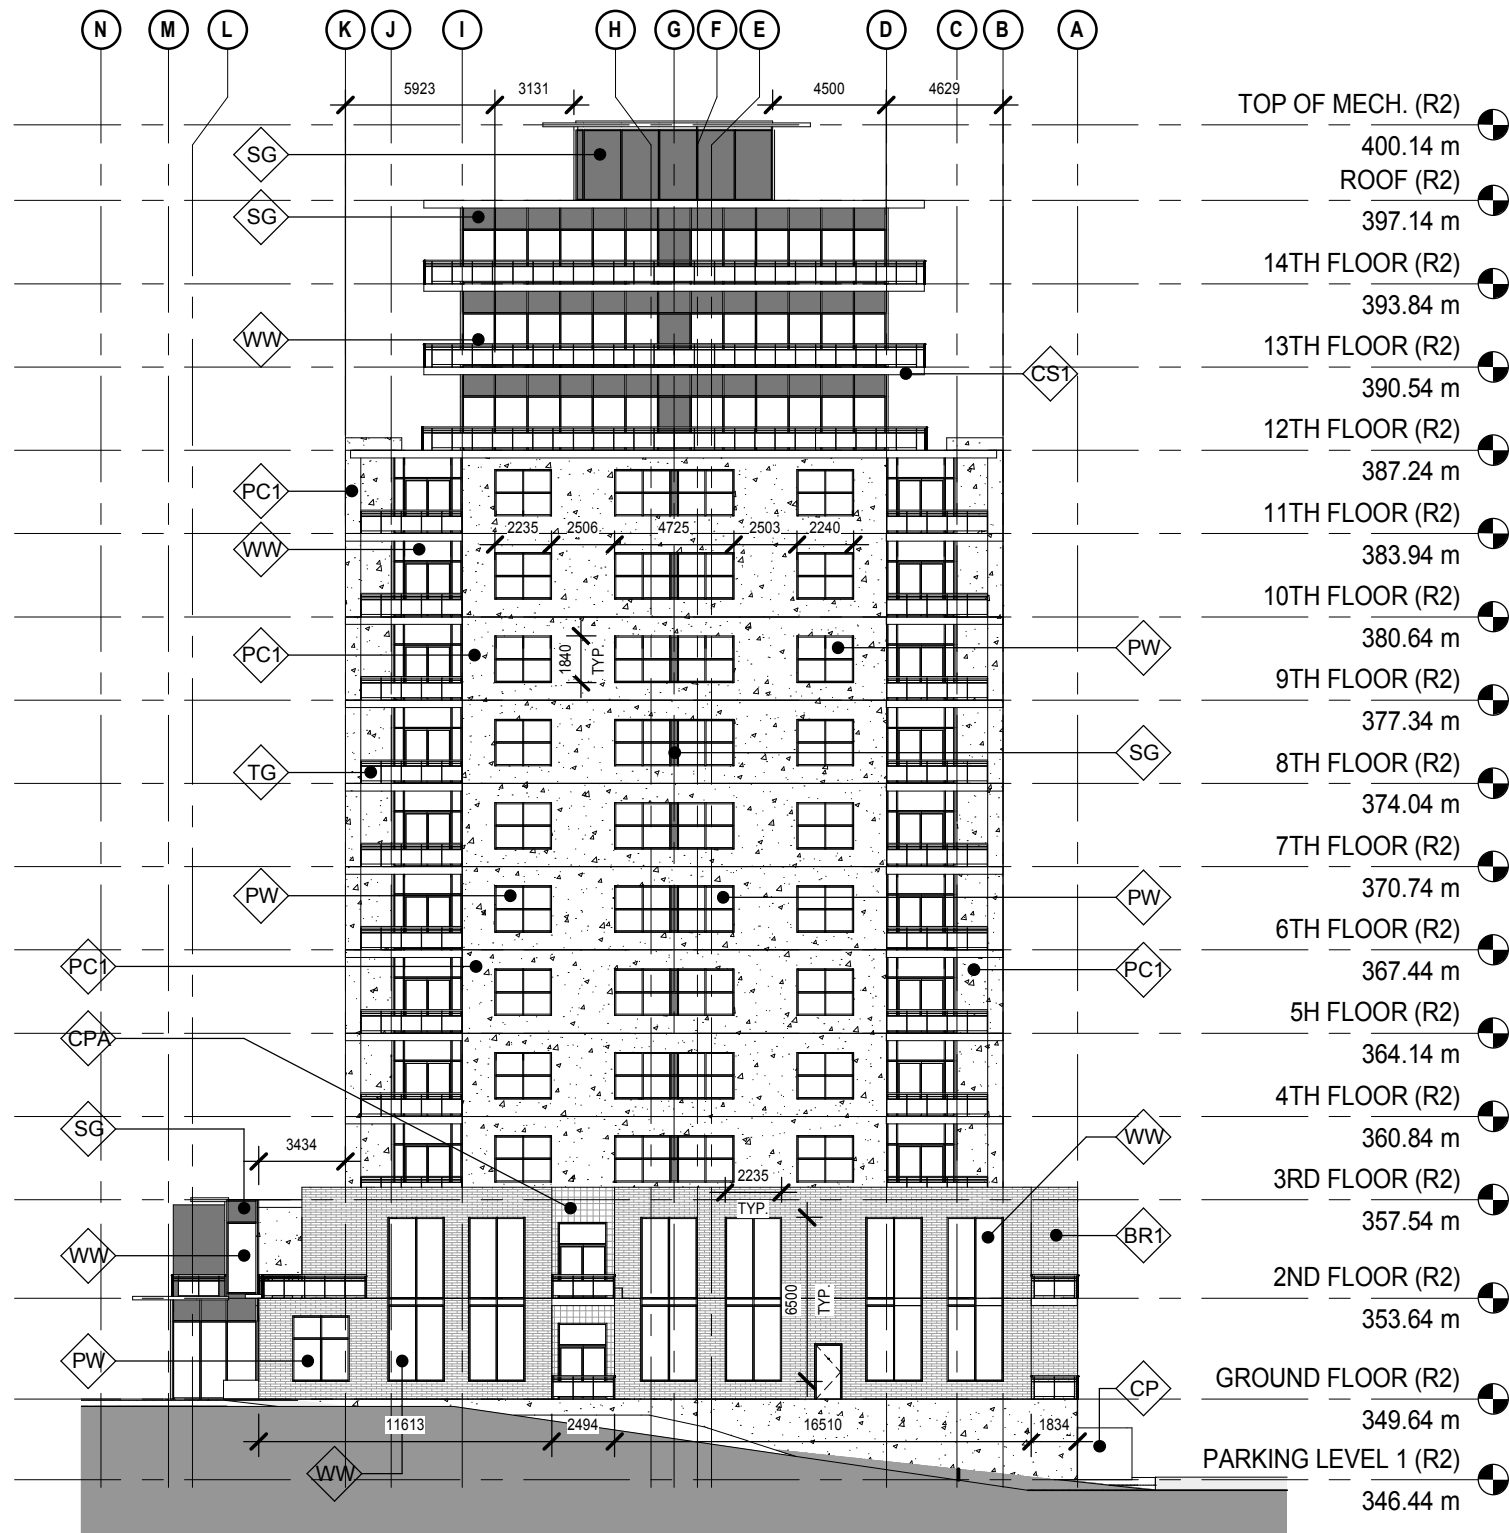 N M L K J I H G F E D C B A
5923 3131 4500 4629
TOP OF MECH. (R2)
400.14 m
SG
ROOF (R2)
397.14 m
SG
14TH FLOOR (R2)
393.84 m
WW
13TH FLOOR (R2)
390.54 m
CS1
12TH FLOOR (R2)
387.24 m
PC1
11TH FLOOR (R2)
383.94 m
2235 2506 4725 2503 2240
WW
10TH FLOOR (R2)
380.64 m
PC1
1840
TYP.
PW
9TH FLOOR (R2)
377.34 m
SG
TG
8TH FLOOR (R2)
374.04 m
7TH FLOOR (R2)
370.74 m
PW
PW
6TH FLOOR (R2)
367.44 m
PC1
PC1
5H FLOOR (R2)
364.14 m
CPA
4TH FLOOR (R2)
360.84 m
SG
WW
3434
3RD FLOOR (R2)
357.54 m
2235
TYP.
BR1
WW
2ND FLOOR (R2)
353.64 m
6500
TYP.
PW
GROUND FLOOR (R2)
349.64 m
CP
11613 2494 16510 1834
PARKING LEVEL 1 (R2)
346.44 m
WW